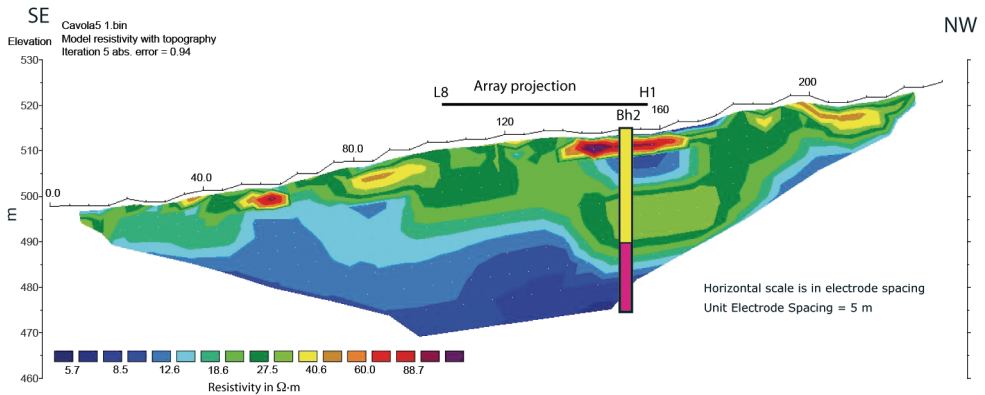 SE
NW
Cavola5 1.bin
Elevation Model resistivity with topography
Iteration 5 abs. error = 0.94
530
520
510
500
490
480
470
460
m
L8 Array projection H1
Bh2
0.0 40.0 80.0 120 160 200
Horizontal scale is in electrode spacing
Unit Electrode Spacing = 5 m
5.7 8.5 12.6 18.6 27.5 40.6 60.0 88.7
Resistivity in Ω·m